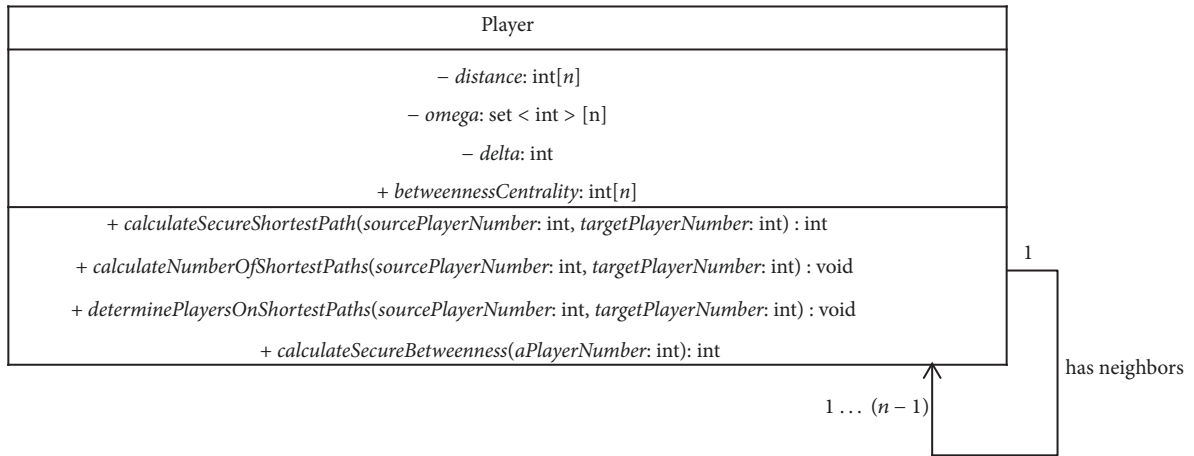 Player
− distance: int[n]
− omega: set < int > [n]
− delta: int
+ betweennessCentrality: int[n]
+ calculateSecureShortestPath(sourcePlayerNumber: int, targetPlayerNumber: int) : int
+ calculateNumberOfShortestPaths(sourcePlayerNumber: int, targetPlayerNumber: int) : void
+ determinePlayersOnShortestPaths(sourcePlayerNumber: int, targetPlayerNumber: int) : void
+ calculateSecureBetweenness(aPlayerNumber: int): int
1
has neighbors
1 … (n − 1)